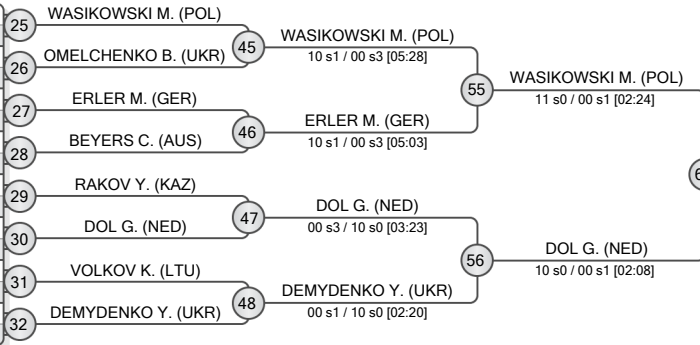 25
WASIKOWSKI M. (POL)
26
OMELCHENKO B. (UKR)
45
WASIKOWSKI M. (POL)
10 s1 / 00 s3 [05:28]
27
ERLER M. (GER)
28
BEYERS C. (AUS)
46
ERLER M. (GER)
10 s1 / 00 s3 [05:03]
55
WASIKOWSKI M. (POL)
11 s0 / 00 s1 [02:24]
29
RAKOV Y. (KAZ)
30
DOL G. (NED)
47
DOL G. (NED)
00 s3 / 10 s0 [03:23]
31
VOLKOV K. (LTU)
32
DEMYDENKO Y. (UKR)
48
DEMYDENKO Y. (UKR)
00 s1 / 10 s0 [02:20]
56
DOL G. (NED)
10 s0 / 00 s1 [02:08]